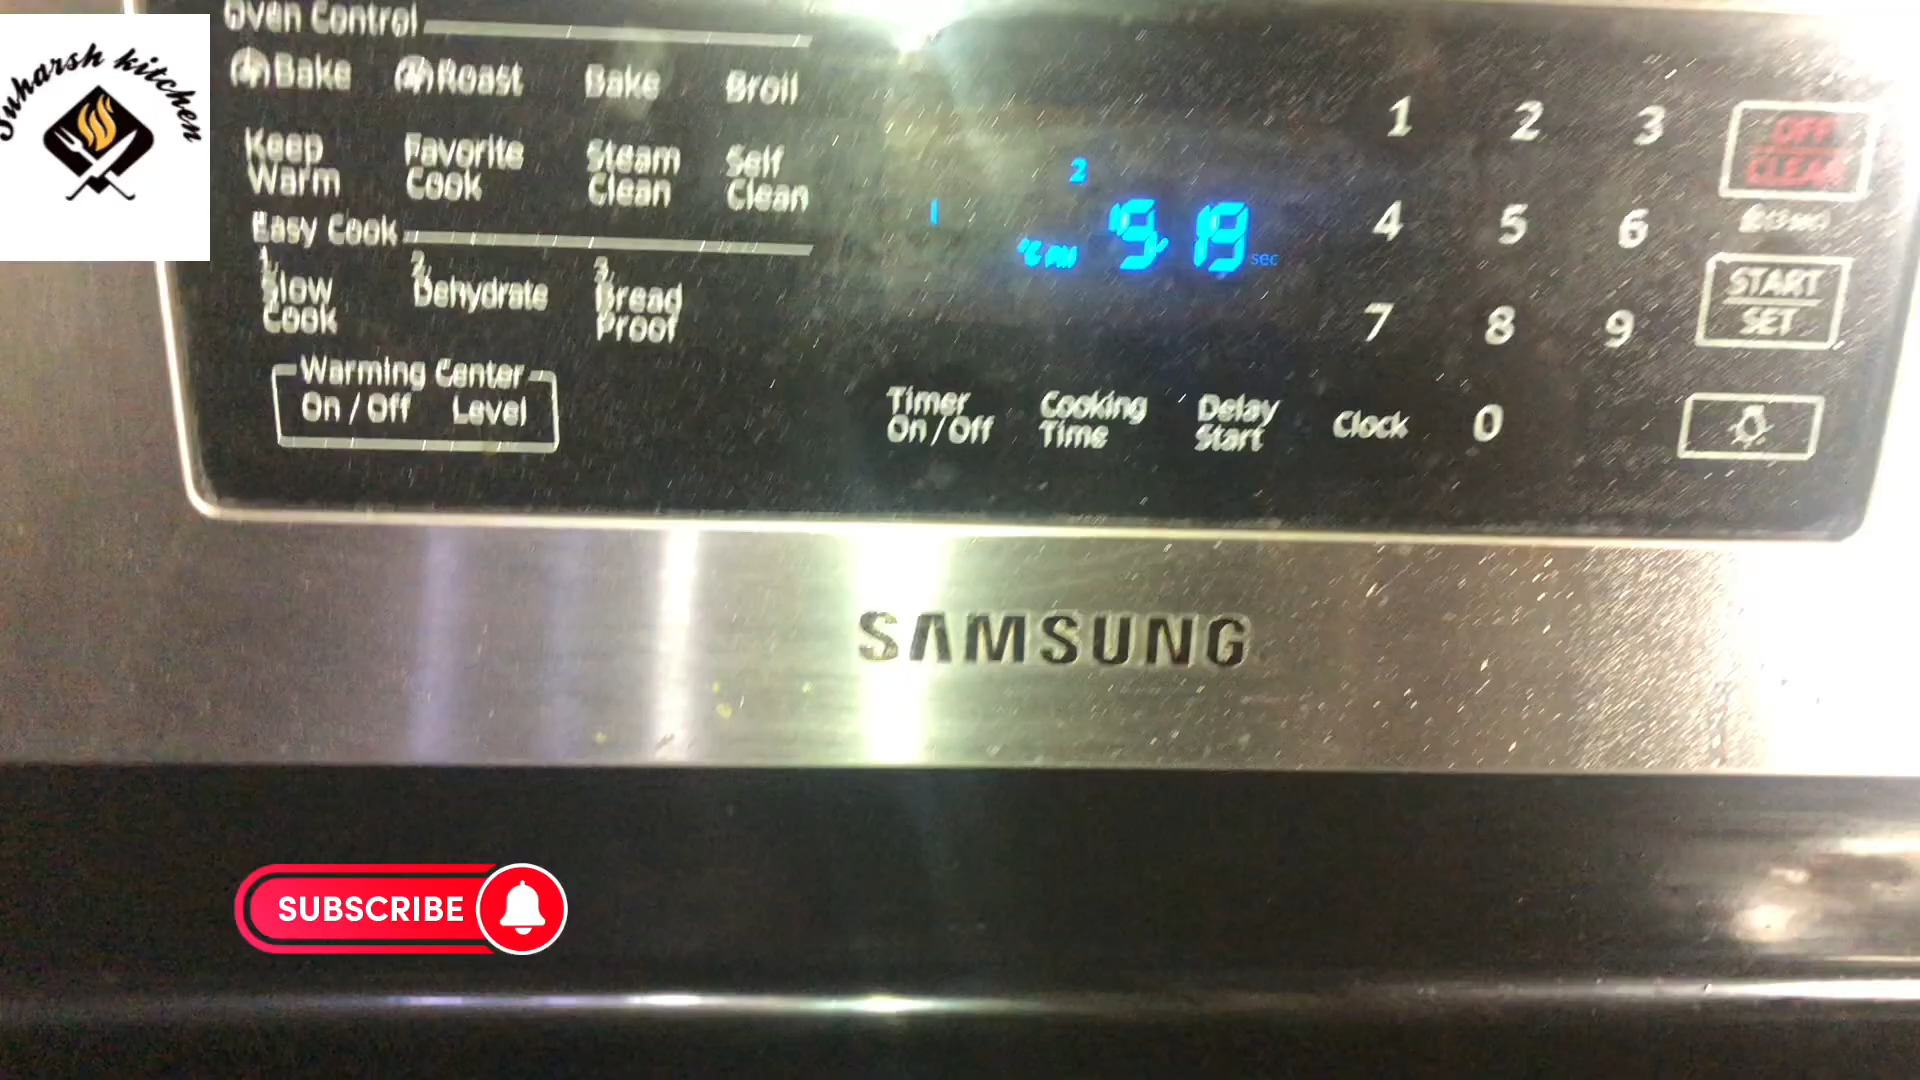 Suharsh kitchen
Oven Control
Bake Roast Bake Broil
Keep Warm Favorite Cook Steam Clean Self Clean
Easy Cook
1 Slow Cook 2 Dehydrate 3 Bread Proof
Warming Center
On / Off Level
2
1
sec
Timer On / Off Cooking Time Delay Start Clock
1 2 3
4 5 6
7 8 9
0
OFF
CLEAR
(3 sec)
START
SET
SAMSUNG
SUBSCRIBE